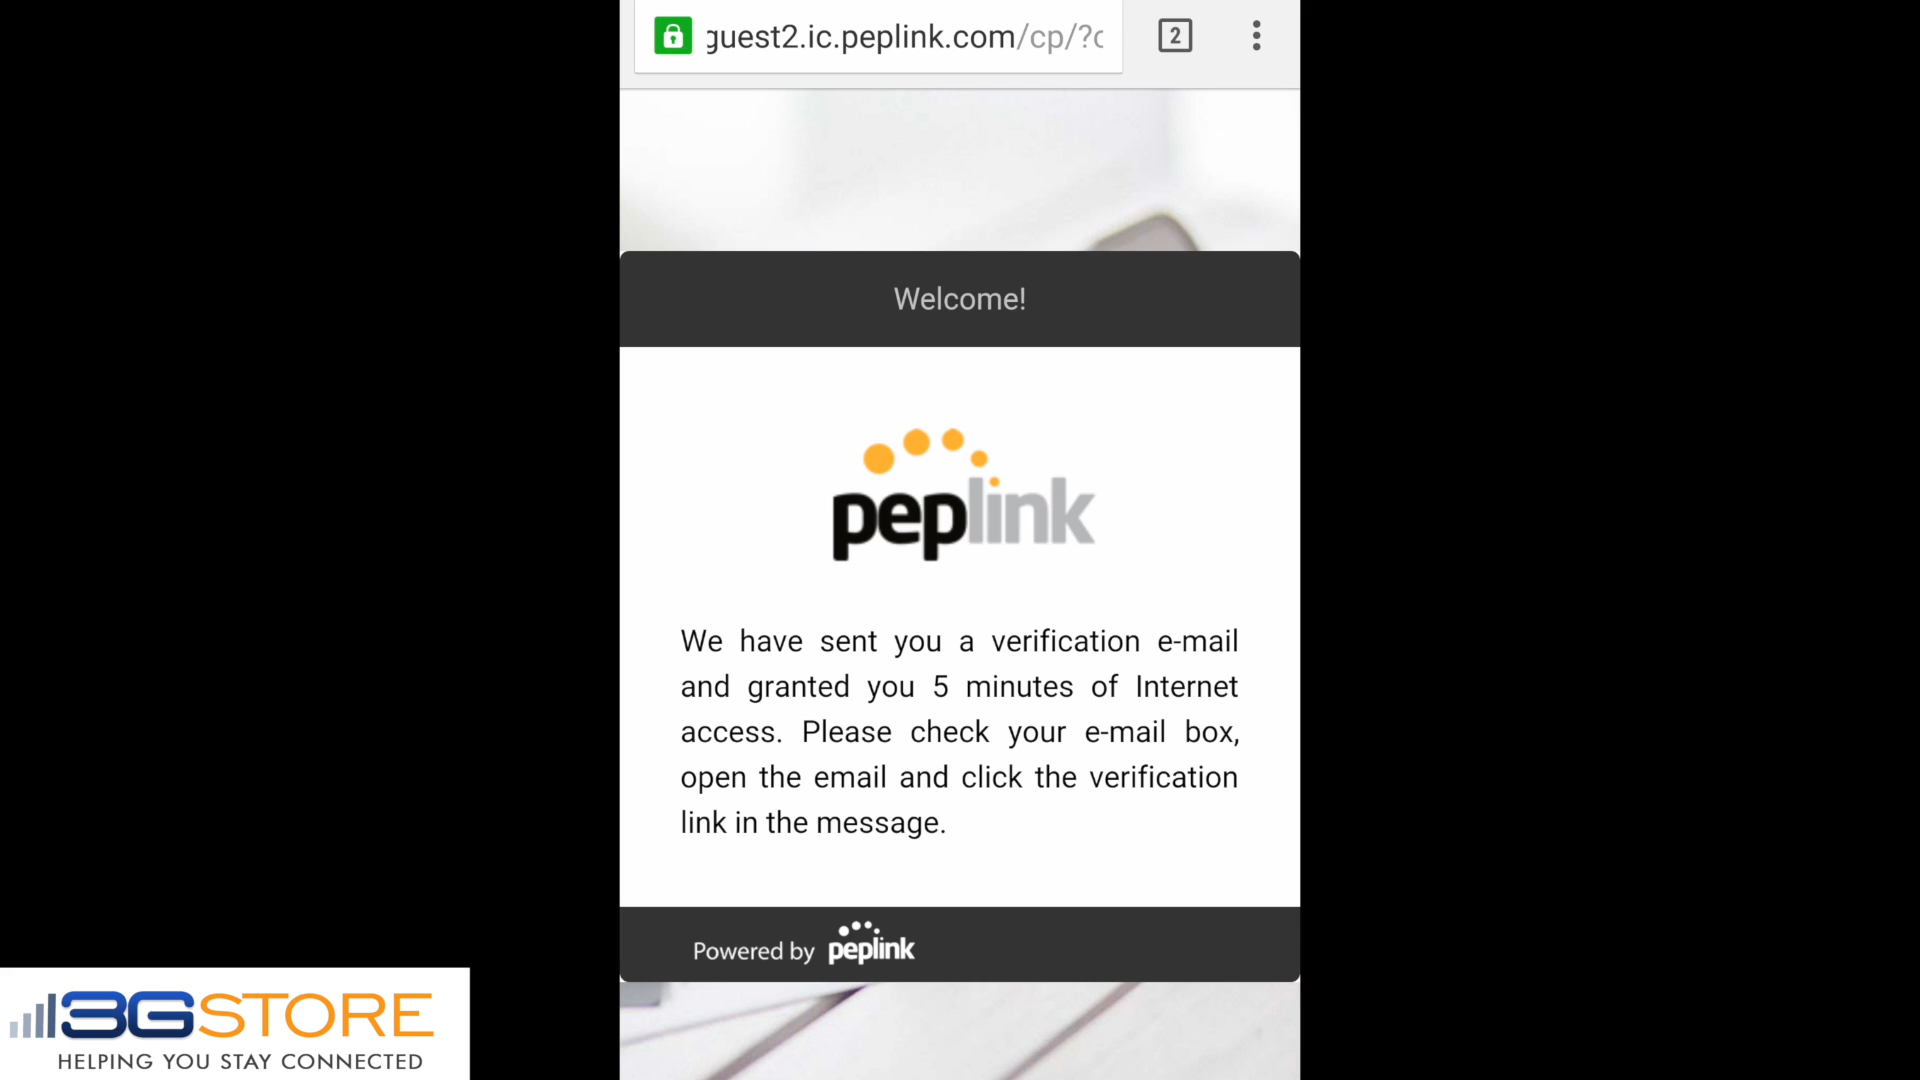 guest2.ic.peplink.com/cp/?c
2
Welcome!
peplink
We have sent you a verification e-mail
and granted you 5 minutes of Internet
access. Please check your e-mail box,
open the email and click the verification
link in the message.
Powered by peplink
3GSTORE
HELPING YOU STAY CONNECTED